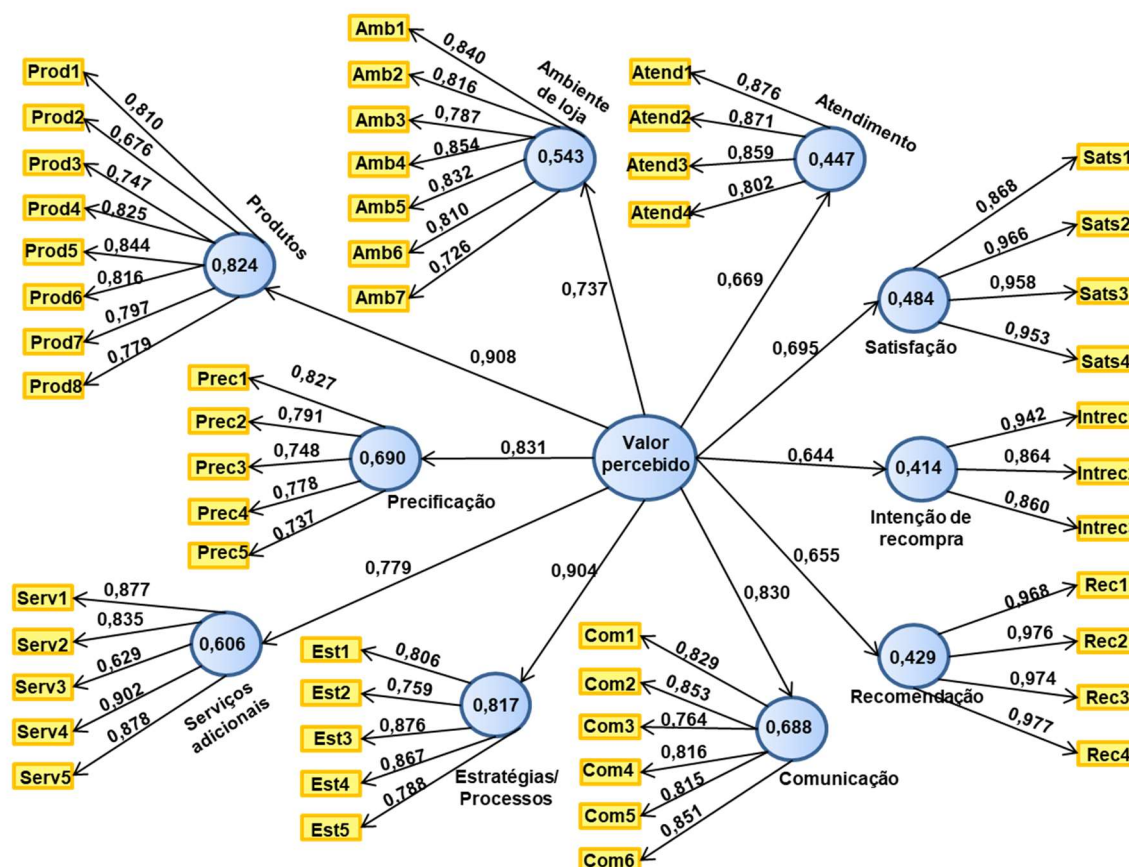 Prod1
Prod2
Prod3
Prod4
Prod5
Prod6
Prod7
Prod8
0,810
0,676
0,747
0,825
0,844
0,816
0,797
0,779
Produtos
0,824
Amb1
Amb2
Amb3
Amb4
Amb5
Amb6
Amb7
0,840
0,816
0,787
0,854
0,832
0,810
0,726
Ambiente
de loja
0,543
Atend1
Atend2
Atend3
Atend4
0,876
0,871
0,859
0,802
Atendimento
0,447
Sats1
Sats2
Sats3
Sats4
0,868
0,966
0,958
0,953
0,484
Satisfação
0,908
0,737
0,669
0,695
Prec1
Prec2
Prec3
Prec4
Prec5
0,827
0,791
0,748
0,778
0,737
0,690
Precificação
0,831
Valor
percebido
0,644
0,414
Intenção de
recompra
0,942
0,864
0,860
Intrec
Intrec
Intrec
0,779
0,904
0,830
0,655
Serv1
Serv2
Serv3
Serv4
Serv5
0,877
0,835
0,629
0,902
0,878
0,606
Serviços
adicionais
Est1
Est2
Est3
Est4
Est5
0,806
0,759
0,876
0,867
0,788
0,817
Estratégias/
Processos
Com1
Com2
Com3
Com4
Com5
Com6
0,829
0,853
0,764
0,816
0,815
0,851
0,688
Comunicação
0,429
Recomendação
0,968
0,976
0,974
0,977
Rec1
Rec2
Rec3
Rec4